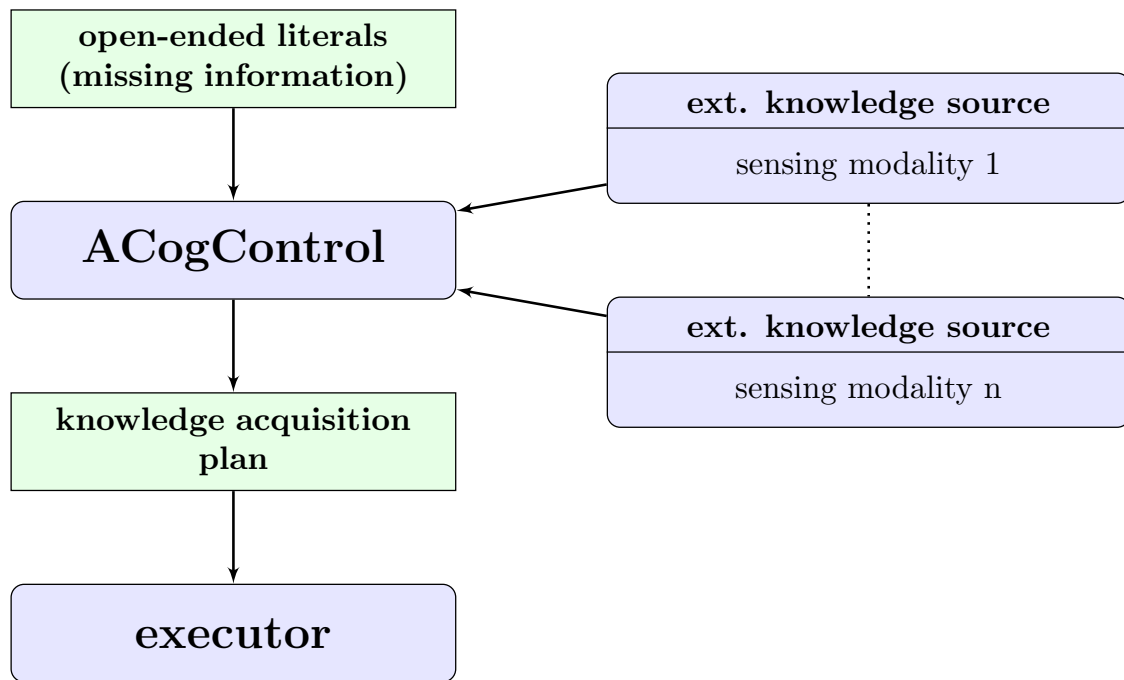 open-ended literals
(missing information)
ext. knowledge source
sensing modality 1
ACogControl
ext. knowledge source
sensing modality n
knowledge acquisition
plan
executor